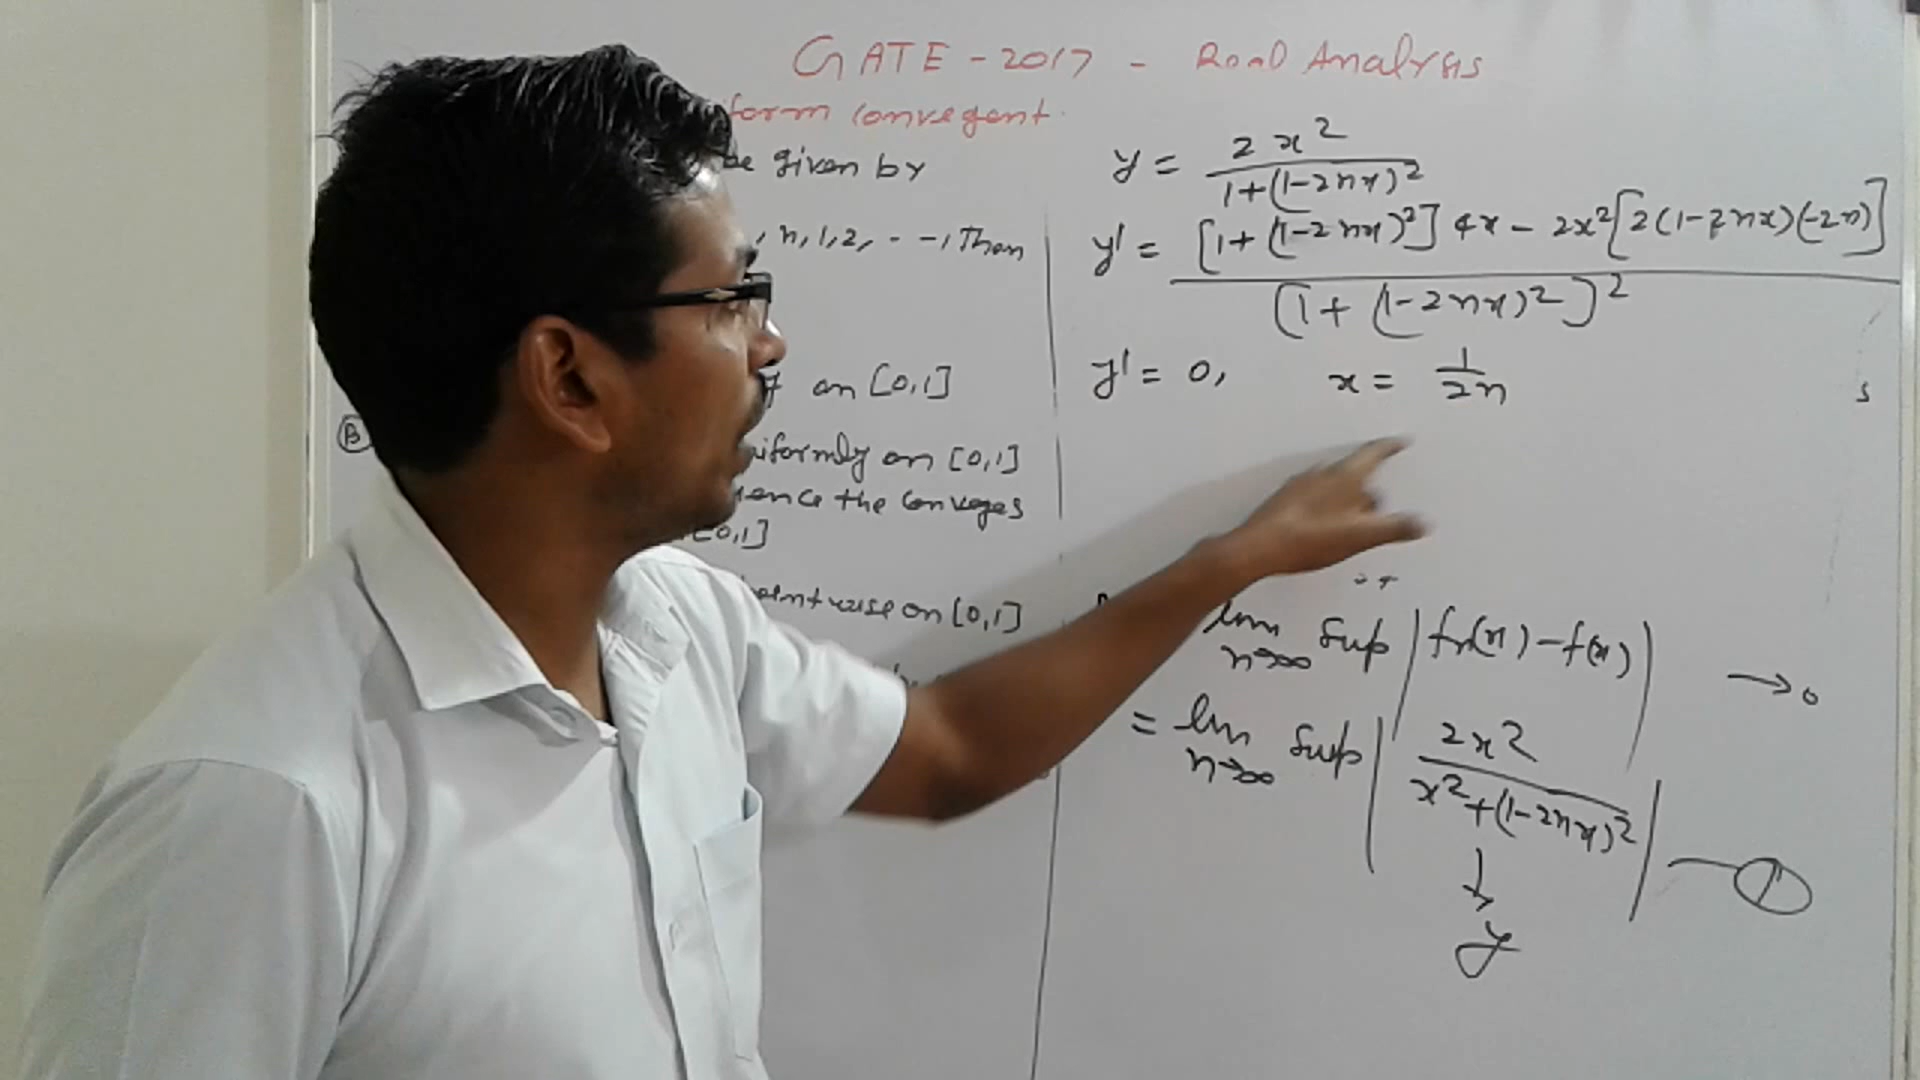 GATE - 2017 - Real Analysis
form convegent.
be given by
, n, 1, 2, - - -, Then
on [0,1]
B
iformly on [0,1]
ence the conveges
[0,1]
ointwise on [0,1]
y = 2x² / 1+(1-2nx)²
y' = [1+(1-2nx)²] 4x - 2x² [2(1-2nx)(-2n)] / [1+(1-2nx)²]²
y' = 0, x = 1/2n
s
lim n→∞ Sup |fn(x) - f(x)| → 0
= lim n→∞ Sup | 2x² / x²+(1-2nx)² | — ①
y